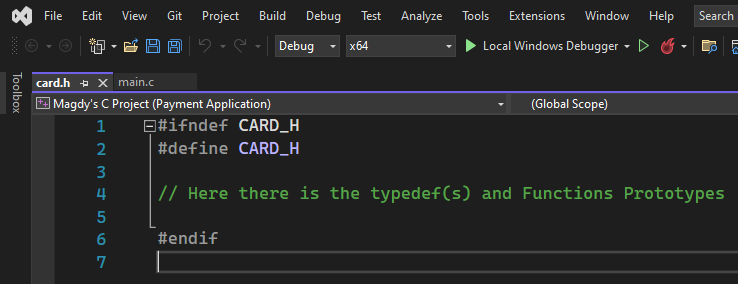 File Edit View Git Project Build Debug Test Analyze Tools Extensions Window Help Search
Debug x64 Local Windows Debugger
Toolbox
card.h main.c
Magdy's C Project (Payment Application) (Global Scope)
1 #ifndef CARD_H
2 #define CARD_H
3
4 // Here there is the typedef(s) and Functions Prototypes
5
6 #endif
7